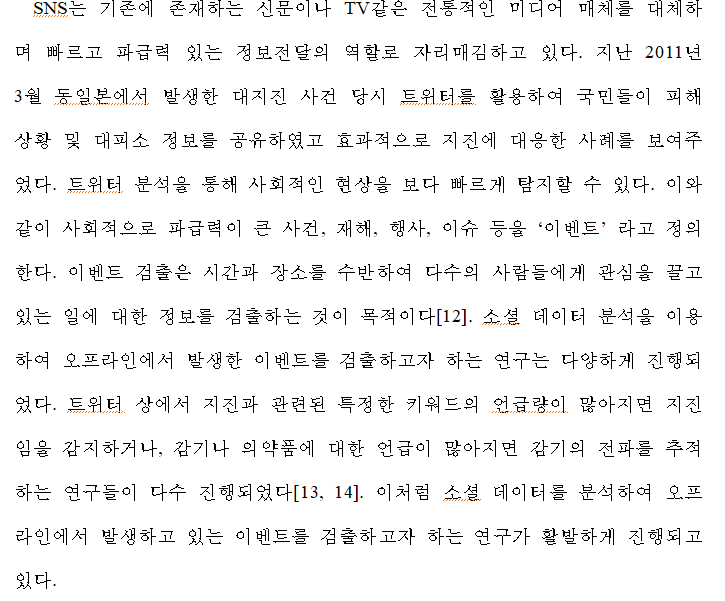 SNS는 기존에 존재하는 신문이나 TV같은 전통적인 미디어 매체를 대체하
며 빠르고 파급력 있는 정보전달의 역할로 자리매김하고 있다. 지난 2011년
3월 동일본에서 발생한 대지진 사건 당시 트위터를 활용하여 국민들이 피해
상황 및 대피소 정보를 공유하였고 효과적으로 지진에 대응한 사례를 보여주
었다. 트위터 분석을 통해 사회적인 현상을 보다 빠르게 탐지할 수 있다. 이와
같이 사회적으로 파급력이 큰 사건, 재해, 행사, 이슈 등을 ‘이벤트’ 라고 정의
한다. 이벤트 검출은 시간과 장소를 수반하여 다수의 사람들에게 관심을 끌고
있는 일에 대한 정보를 검출하는 것이 목적이다[12]. 소셜 데이터 분석을 이용
하여 오프라인에서 발생한 이벤트를 검출하고자 하는 연구는 다양하게 진행되
었다. 트위터 상에서 지진과 관련된 특정한 키워드의 언급량이 많아지면 지진
임을 감지하거나, 감기나 의약품에 대한 언급이 많아지면 감기의 전파를 추적
하는 연구들이 다수 진행되었다[13, 14]. 이처럼 소셜 데이터를 분석하여 오프
라인에서 발생하고 있는 이벤트를 검출하고자 하는 연구가 활발하게 진행되고
있다.